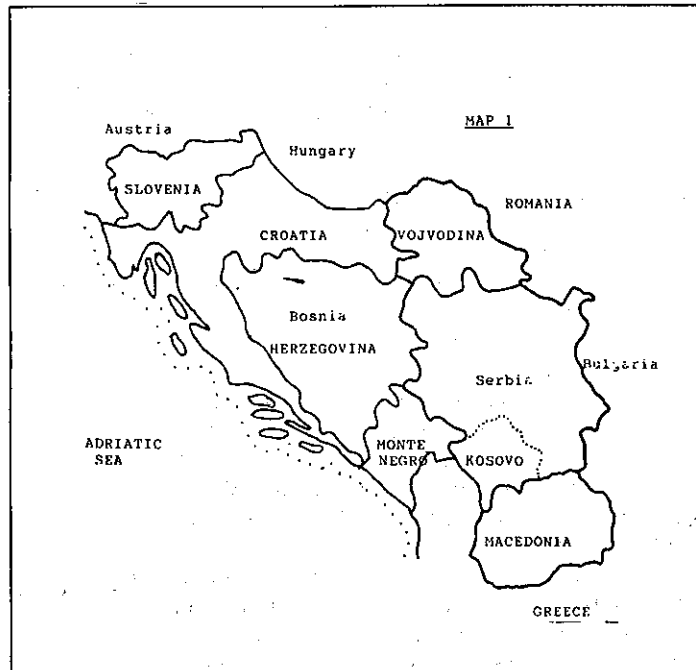 MAP 1
Austria
Hungary
SLOVENIA
ROMANIA
CROATIA
VOJVODINA
Bosnia
HERZEGOVINA
Bulgaria
Serbia
ADRIATIC
SEA
MONTE
NEGRO
KOSOVO
MACEDONIA
GREECE